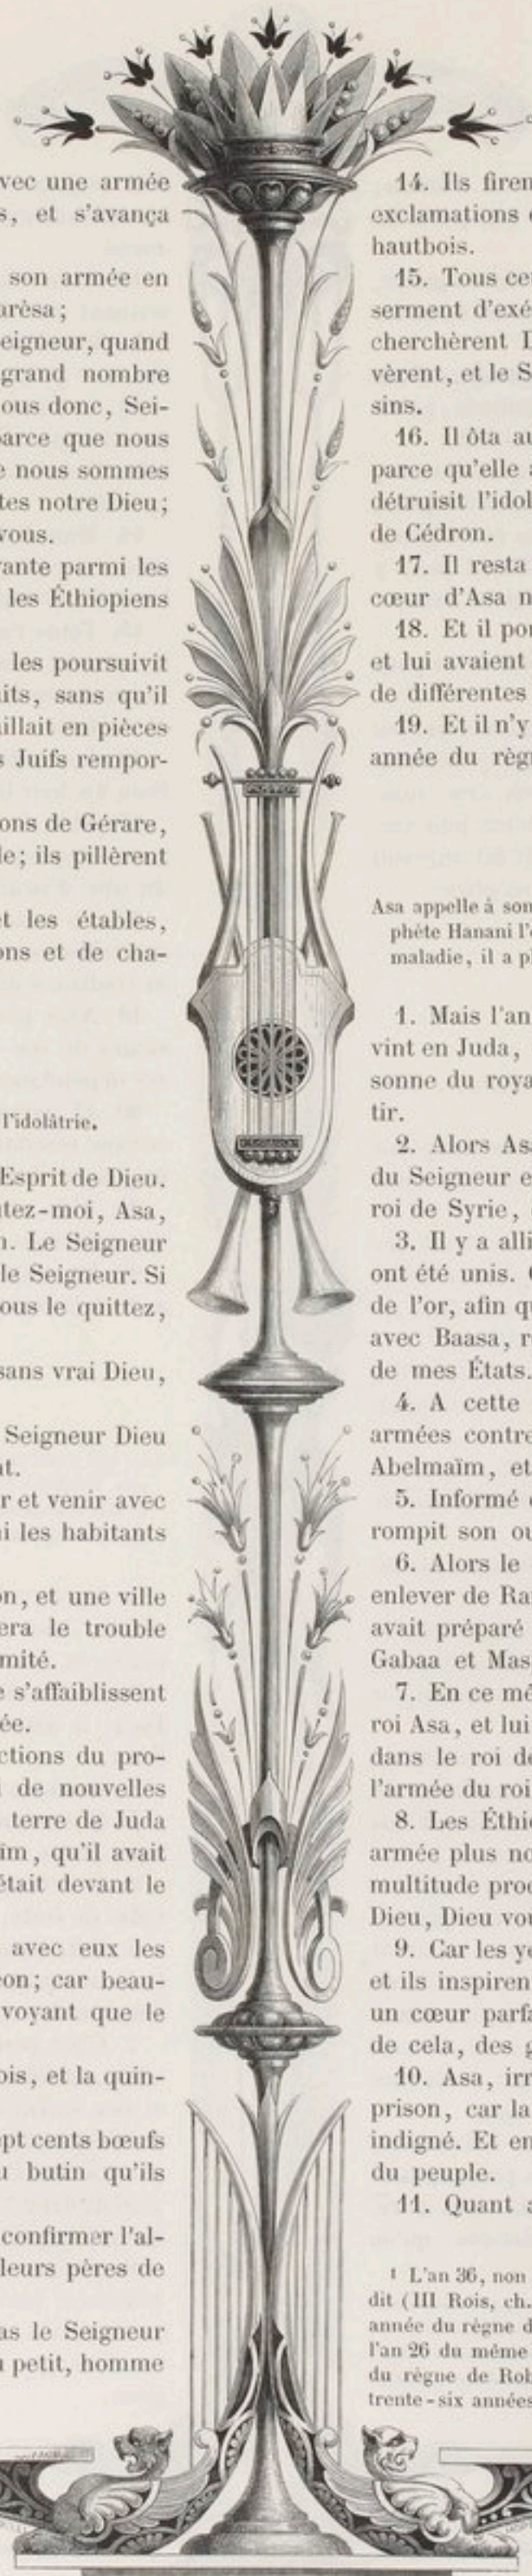 vec une armée
s, et s'avança
son armée en
arèsa;
eigneur, quand
grand nombre
ous donc, Sei-
parce que nous
e nous sommes
tes notre Dieu;
vous.
vante parmi les
les Éthiopiens
les poursuivit
aits, sans qu'il
aillait en pièces
s Juifs rempor-
ons de Gérare,
le; ils pillèrent
et les étables,
ons et de cha-
l'idolâtrie.
Esprit de Dieu.
utez-moi, Asa,
n. Le Seigneur
le Seigneur. Si
ous le quittez,
sans vrai Dieu,
Seigneur Dieu
nt.
r et venir avec
i les habitants
on, et une ville
era le trouble
mité.
e s'affaiblissent
ée.
ctions du pro-
de nouvelles
terre de Juda
ïm, qu'il avait
était devant le
avec eux les
on; car beau-
voyant que le
ois, et la quin-
pt cents bœufs
u butin qu'ils
confirmer l'al-
leurs pères de
as le Seigneur
u petit, homme
14. Ils firen
exclamations
hautbois.
15. Tous ce
serment d'exé
cherchèrent D
vèrent, et le S
sins.
16. Il ôta au
parce qu'elle a
détruisit l'idol
de Cédron.
17. Il resta
cœur d'Asa n
18. Et il por
et lui avaient
de différentes
19. Et il n'y
année du règn
Asa appelle à son
phète Hanani l'e
maladie, il a pl
1. Mais l'an
vint en Juda,
sonne du roya
tir.
2. Alors Asa
du Seigneur e
roi de Syrie,
3. Il y a alli
ont été unis. C
de l'or, afin qu
avec Baasa, r
de mes États.
4. A cette
armées contre
Abelmaïm, et
5. Informé
rompit son ou
6. Alors le
enlever de Ra
avait préparé
Gabaa et Mas
7. En ce mé
roi Asa, et lui
dans le roi de
l'armée du roi
8. Les Éthio
armée plus no
multitude prod
Dieu, Dieu vou
9. Car les ye
et ils inspiren
un cœur parfa
de cela, des g
10. Asa, irr
prison, car la
indigné. Et en
du peuple.
11. Quant a
1 L'an 36, non
dit (III Rois, ch.
année du règne d
l'an 26 du même
du règne de Rob
trente-six années